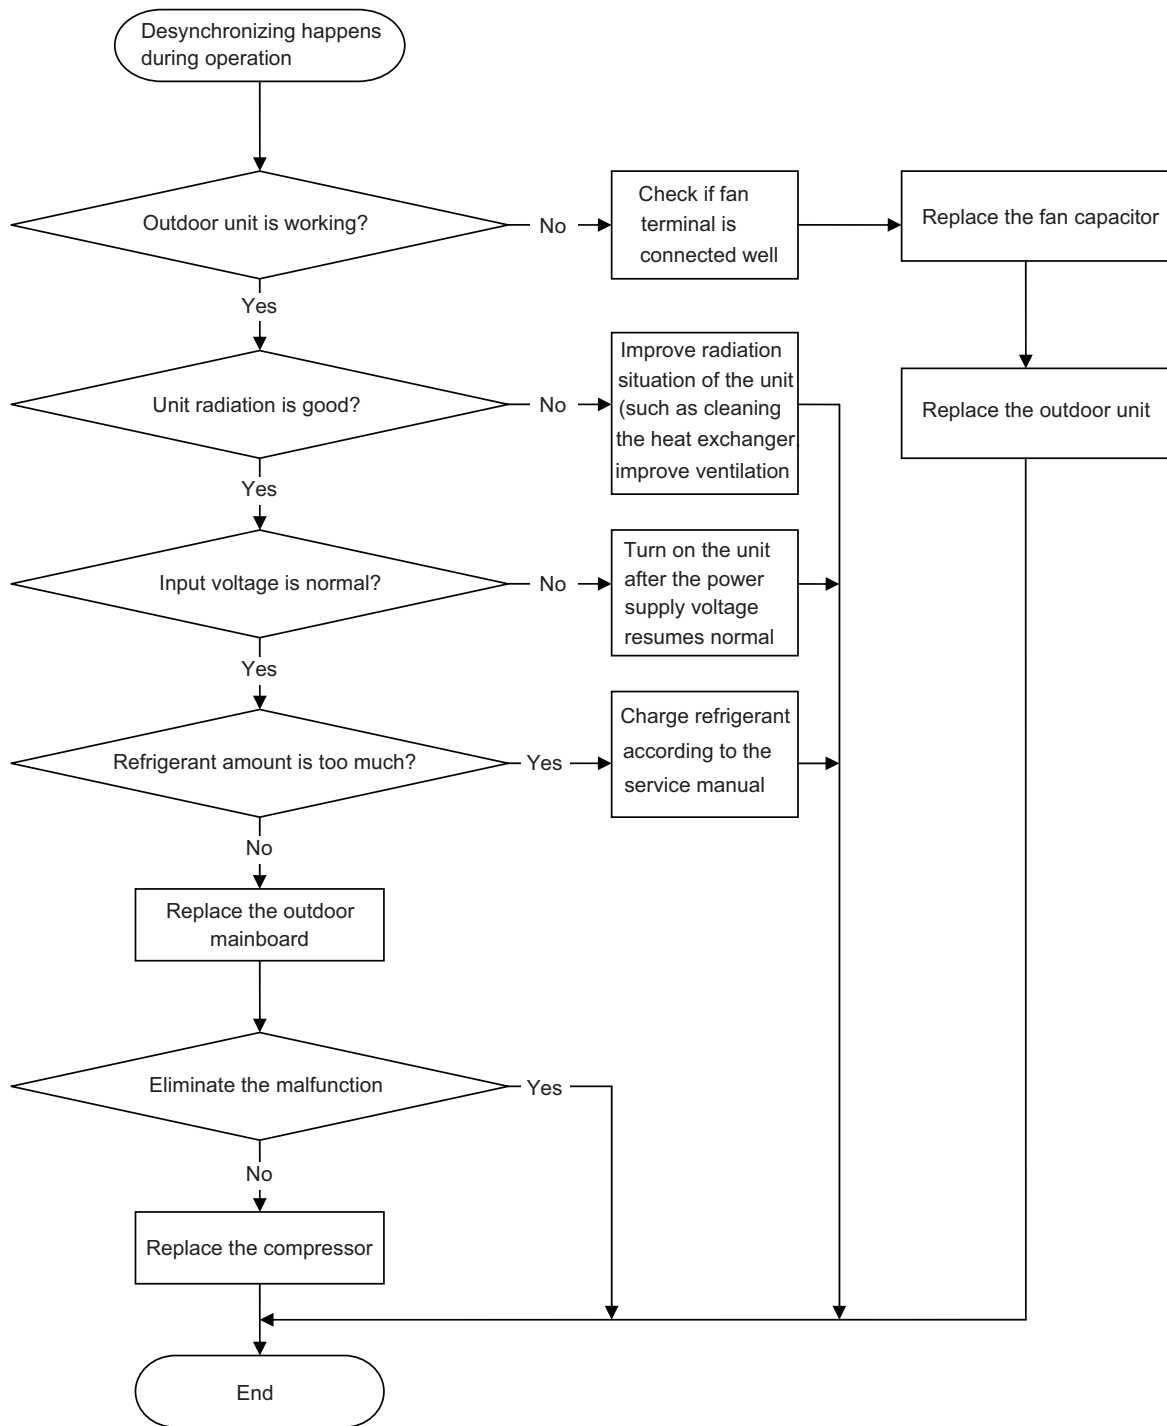 Desynchronizing happens
during operation
Outdoor unit is working?
No
Check if fan
terminal is
connected well
Replace the fan capacitor
Yes
Unit radiation is good?
No
Improve radiation
situation of the unit
(such as cleaning
the heat exchanger,
improve ventilation
Replace the outdoor unit
Yes
Input voltage is normal?
No
Turn on the unit
after the power
supply voltage
resumes normal
Yes
Refrigerant amount is too much?
Yes
Charge refrigerant
according to the
service manual
No
Replace the outdoor
mainboard
Eliminate the malfunction
Yes
No
Replace the compressor
End